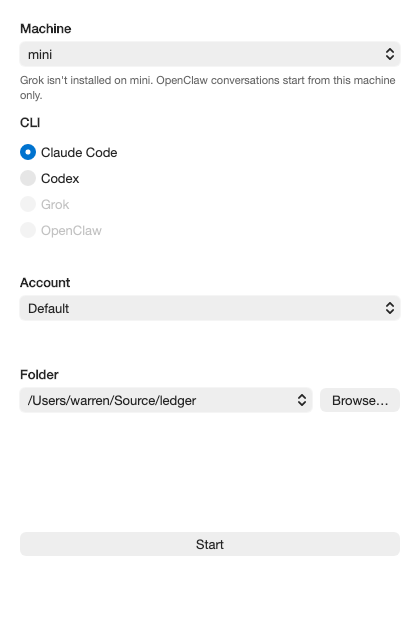 Machine
mini
Grok isn't installed on mini. OpenClaw conversations start from this machine
only.
CLI
Claude Code
Codex
Grok
OpenClaw
Account
Default
Folder
/Users/warren/Source/ledger
Browse…
Start